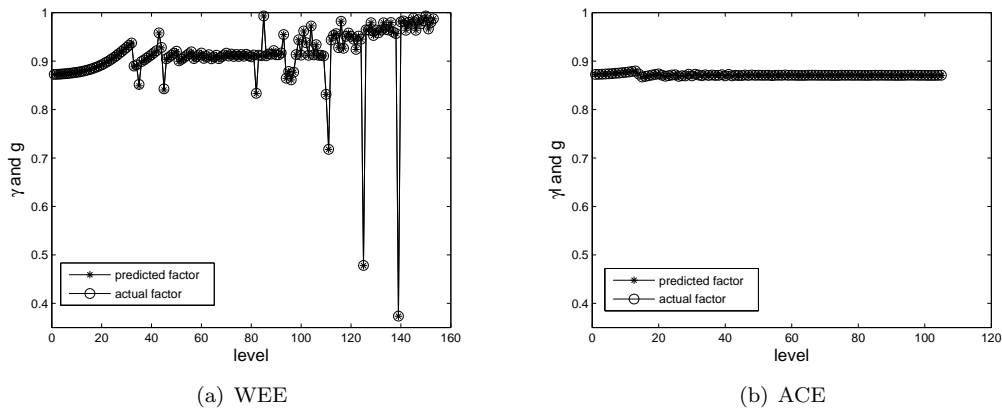 1
0.9
0.8
0.7
0.6
0.5
0.4
γ and g
predicted factor
actual factor
0 20 40 60 80 100 120 140 160
level
(a) WEE
1
0.9
0.8
0.7
0.6
0.5
0.4
γl and g
predicted factor
actual factor
0 20 40 60 80 100 120
level
(b) ACE